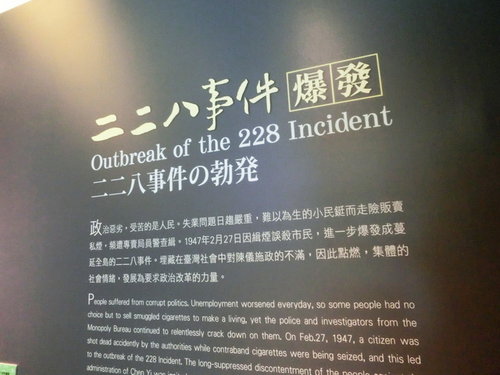 二二八事件 爆發
Outbreak of the 228 Incident
二二八事件の勃発
政治惡劣，受苦的是人民。失業問題日趨嚴重，難以為生的小民鋌而走險販賣
私煙，頻遭專賣局員警查緝。1947年2月27日因緝煙誤殺市民，進一步爆發成蔓
延全島的二二八事件。埋藏在臺灣社會中對陳儀施政的不滿，因此點燃，集體的
社會情緒，發展為要求政治改革的力量。
People suffered from corrupt politics. Unemployment worsened everyday, so some people had no
choice but to sell smuggled cigarettes to make a living, yet the police and investigators from the
Monopoly Bureau continued to relentlessly crack down on them. On Feb.27, 1947, a citizen was
shot dead accidently by the authorities while contraband cigarettes were being seized, and this led
to the outbreak of the 228 Incident. The long-suppressed discontentment of the people
administration of Chen Yi